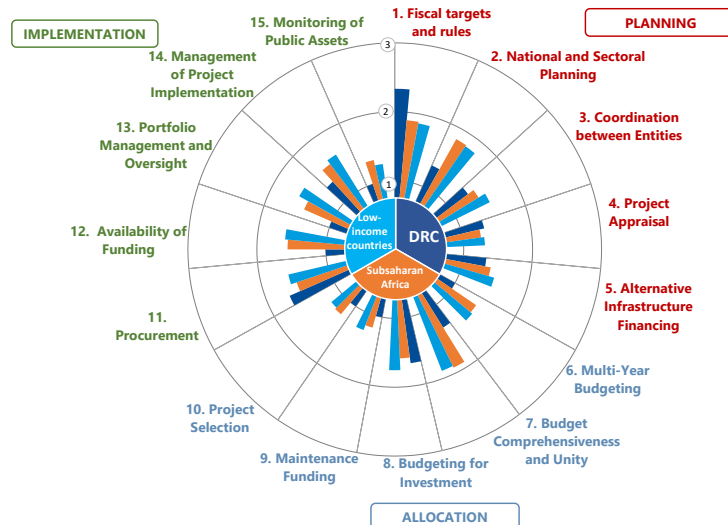 IMPLEMENTATION
PLANNING
1. Fiscal targets
and rules
2. National and Sectoral
Planning
3. Coordination
between Entities
4. Project
Appraisal
5. Alternative
Infrastructure
Financing
6. Multi-Year
Budgeting
7. Budget
Comprehensiveness
and Unity
8. Budgeting for
Investment
9. Maintenance
Funding
10. Project
Selection
11.
Procurement
12.  Availability of
Funding
13. Portfolio
Management and
Oversight
14. Management
of Project
Implementation
15. Monitoring of
Public Assets
3
2
1
Low-
income
countries
DRC
Subsaharan
Africa
ALLOCATION